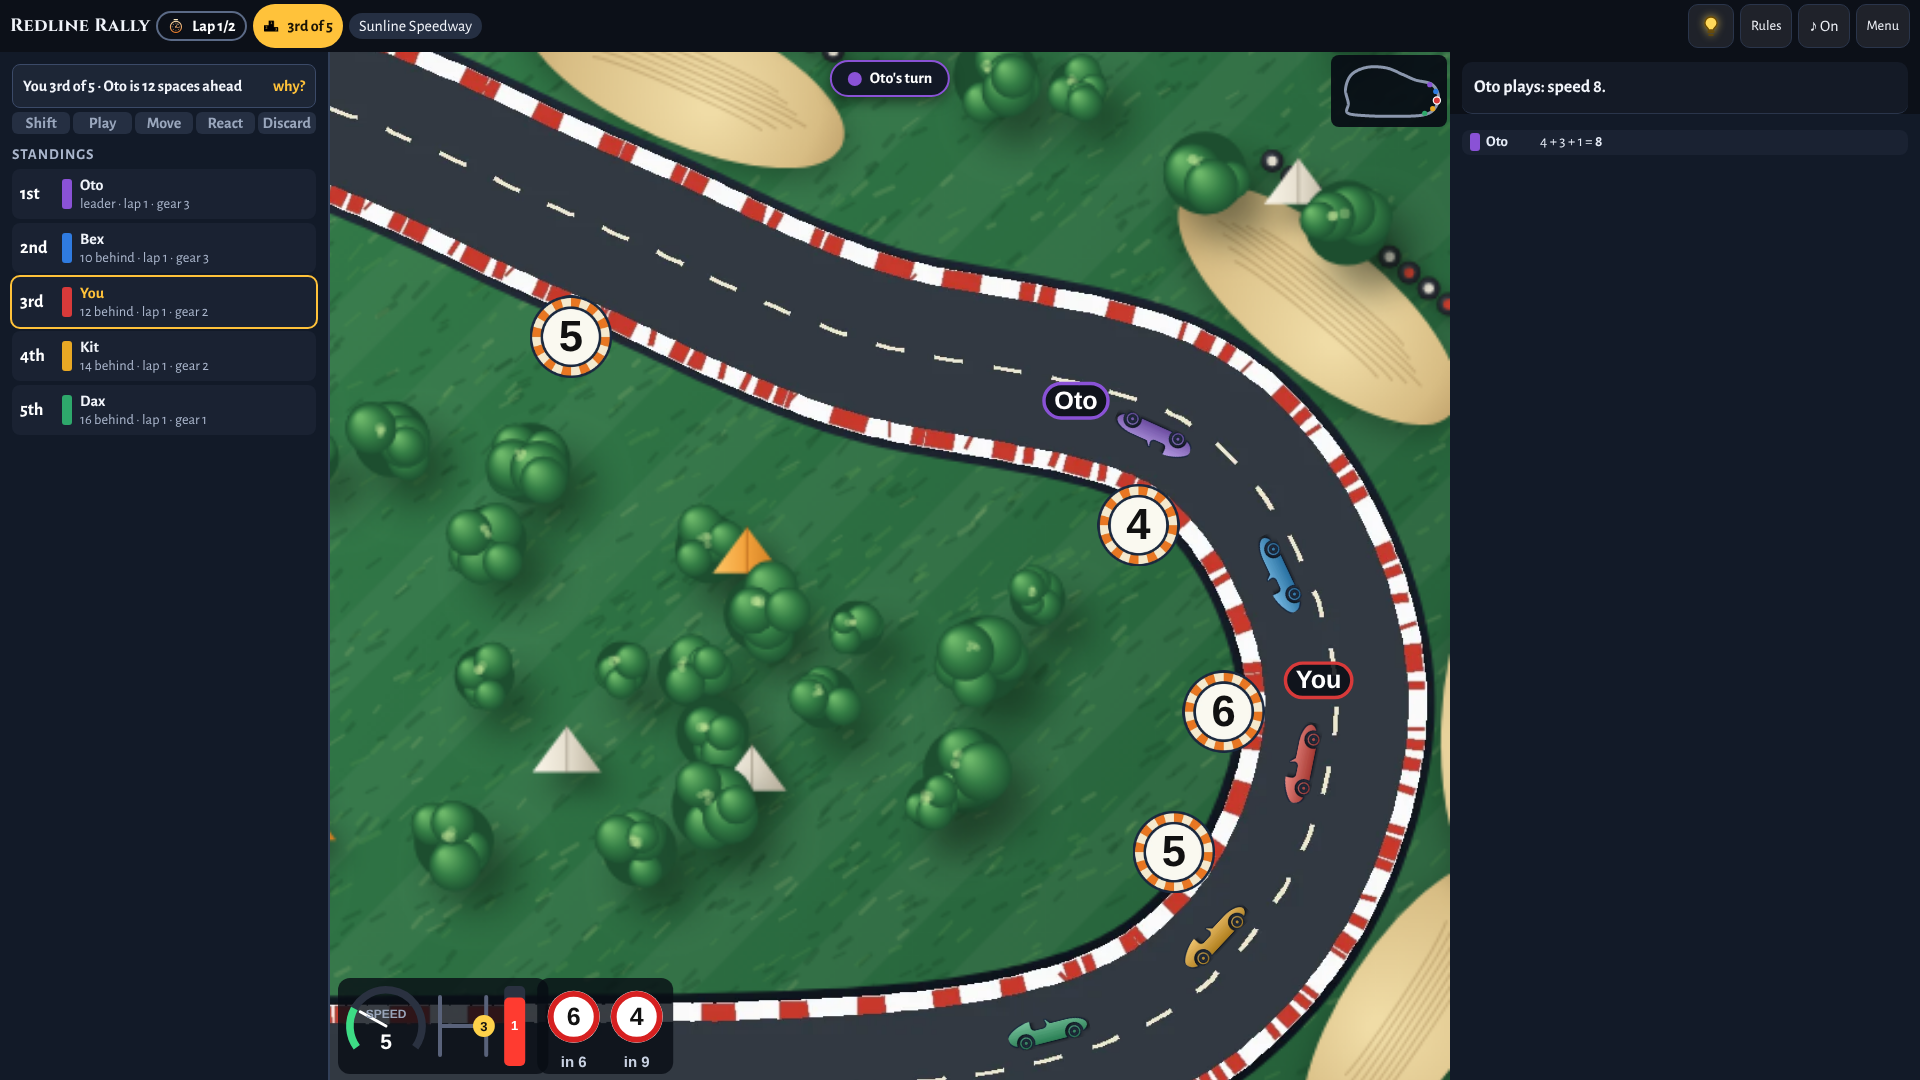 REDLINE RALLY
Lap 1/2
3rd of 5
Sunline Speedway
Rules
♪ On
Menu
You 3rd of 5 · Oto is 12 spaces ahead
why?
Shift
Play
Move
React
Discard
STANDINGS
1st
Oto
leader · lap 1 · gear 3
2nd
Bex
10 behind · lap 1 · gear 3
3rd
You
12 behind · lap 1 · gear 2
4th
Kit
14 behind · lap 1 · gear 2
5th
Dax
16 behind · lap 1 · gear 1
Oto's turn
5
Oto
4
You
6
5
SPEED
5
3
1
6
in 6
4
in 9
Oto plays: speed 8.
Oto
4 + 3 + 1 = 8